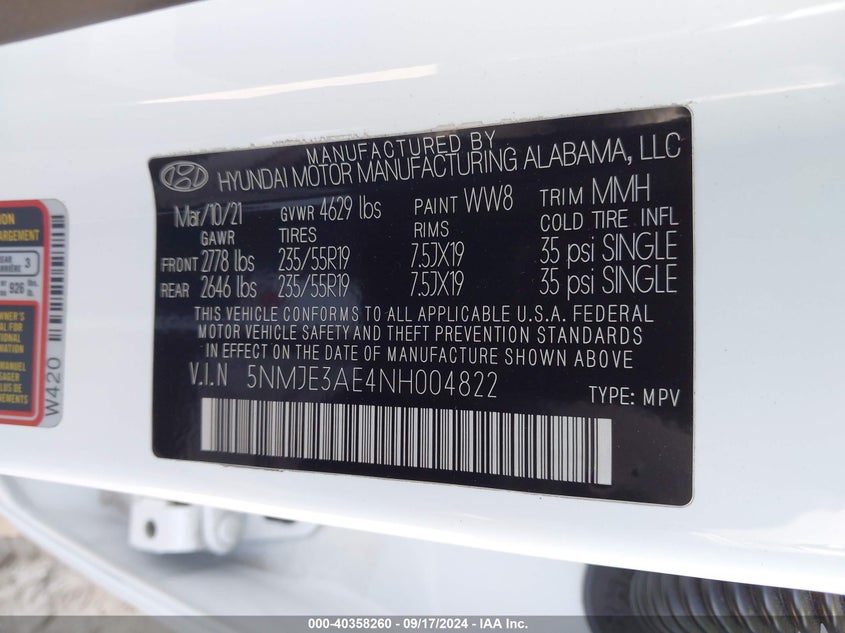 MANUFACTURED BY
HYUNDAI MOTOR MANUFACTURING ALABAMA, LLC
Mar/10/21 GVWR 4629 lbs PAINT WW8 TRIM MMH
GAWR TIRES RIMS COLD TIRE INFL
FRONT 2778 lbs 235/55R19 7.5JX19 35 psi SINGLE
REAR 2646 lbs 235/55R19 7.5JX19 35 psi SINGLE
THIS VEHICLE CONFORMS TO ALL APPLICABLE U.S.A. FEDERAL
MOTOR VEHICLE SAFETY AND THEFT PREVENTION STANDARDS
IN EFFECT ON THE DATE OF MANUFACTURE SHOWN ABOVE
V.I.N 5NMJE3AE4NH004822 TYPE: MPV
3
926 lbs.
W420
000-40358260 - 09/17/2024 - IAA Inc.